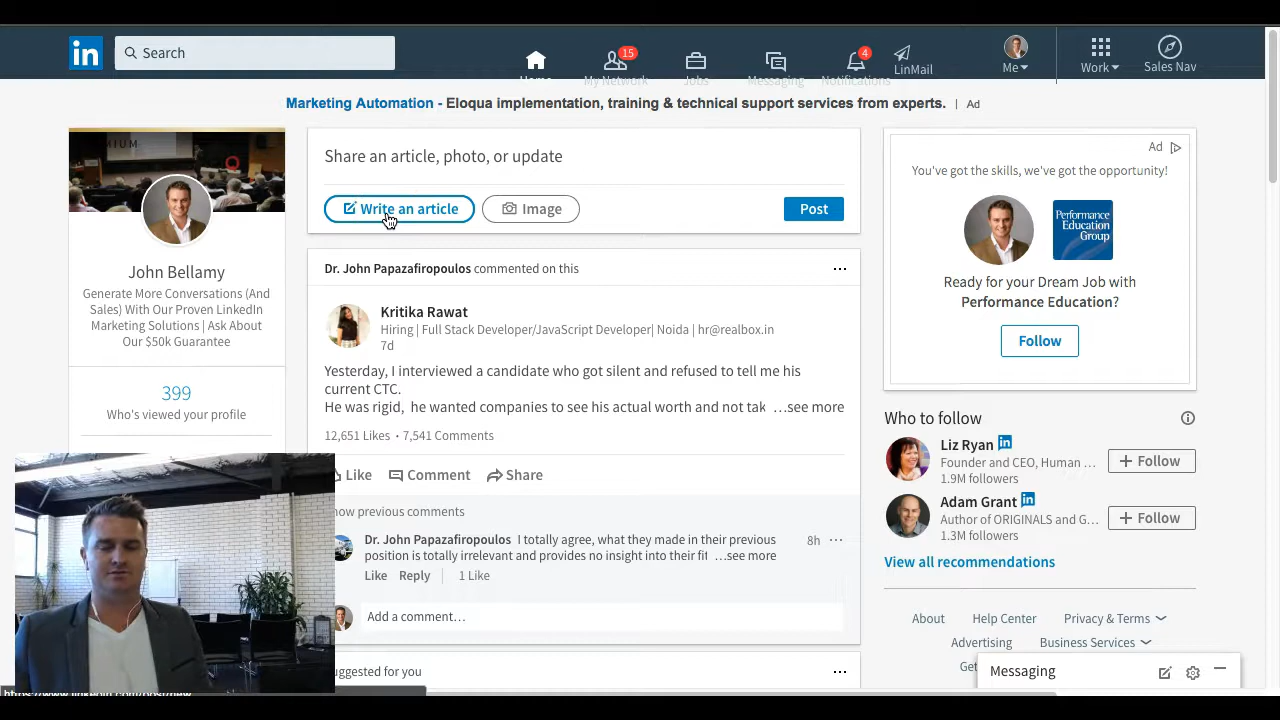 in
Search
Home
My Network
15
Jobs
Messaging
Notifications
4
LinMail
Me
Work
Sales Nav
Marketing Automation - Eloqua implementation, training & technical support services from experts. | Ad
John Bellamy
Generate More Conversations (And
Sales) With Our Proven LinkedIn
Marketing Solutions | Ask About
Our $50k Guarantee
399
Who's viewed your profile
Share an article, photo, or update
Write an article
Image
Post
Dr. John Papazafiropoulos commented on this
Kritika Rawat
Hiring | Full Stack Developer/JavaScript Developer| Noida | hr@realbox.in
7d
Yesterday, I interviewed a candidate who got silent and refused to tell me his
current CTC.
He was rigid, he wanted companies to see his actual worth and not tak …see more
12,651 Likes • 7,541 Comments
Like
Comment
Share
how previous comments
Dr. John Papazafiropoulos I totally agree, what they made in their previous
position is totally irrelevant and provides no insight into their fit …see more
8h
Like Reply | 1 Like
Add a comment…
uggested for you
Ad
You've got the skills, we've got the opportunity!
Performance
Education
Group
Ready for your Dream Job with
Performance Education?
Follow
Who to follow
Liz Ryan in
Founder and CEO, Human ...
1.9M followers
+ Follow
Adam Grant in
Author of ORIGINALS and G...
1.3M followers
+ Follow
View all recommendations
About Help Center Privacy & Terms
Advertising Business Services
Get
Messaging
https://www.linkedin.com/post/new